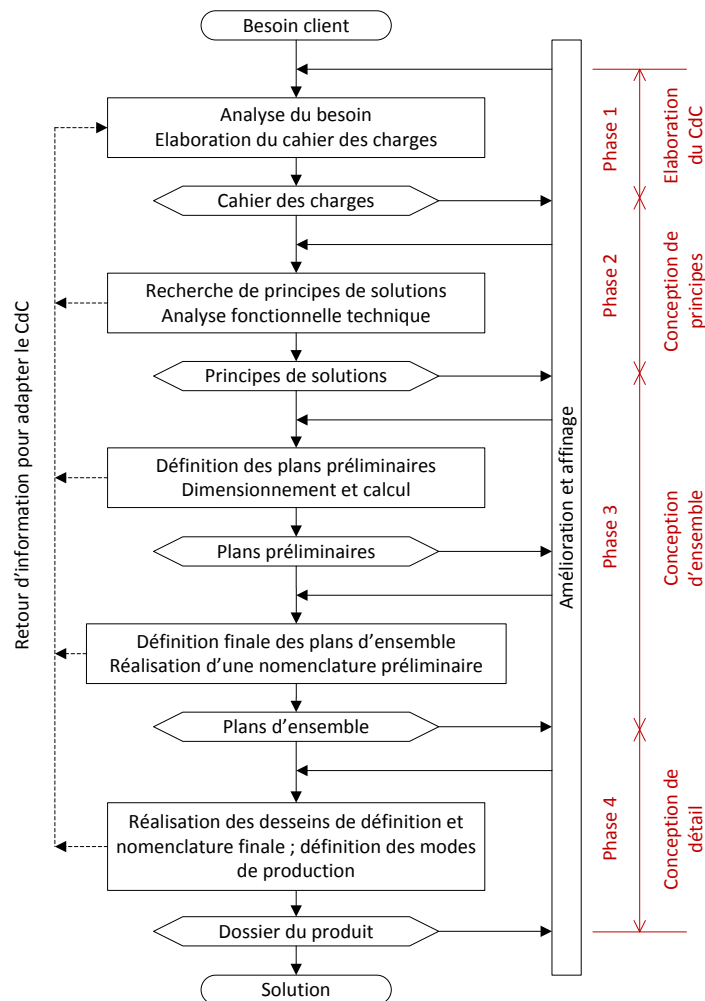 Besoin client
Analyse du besoin
Elaboration du cahier des charges
Cahier des charges
Recherche de principes de solutions
Analyse fonctionnelle technique
Principes de solutions
Définition des plans préliminaires
Dimensionnement et calcul
Plans préliminaires
Définition finale des plans d'ensemble
Réalisation d'une nomenclature préliminaire
Plans d'ensemble
Réalisation des desseins de définition et
nomenclature finale ; définition des modes
de production
Dossier du produit
Solution
Retour d'information pour adapter le CdC
Amélioration et affinage
Phase 1
Elaboration
du CdC
Phase 2
Conception de
principes
Phase 3
Conception
d'ensemble
Phase 4
Conception de
détail